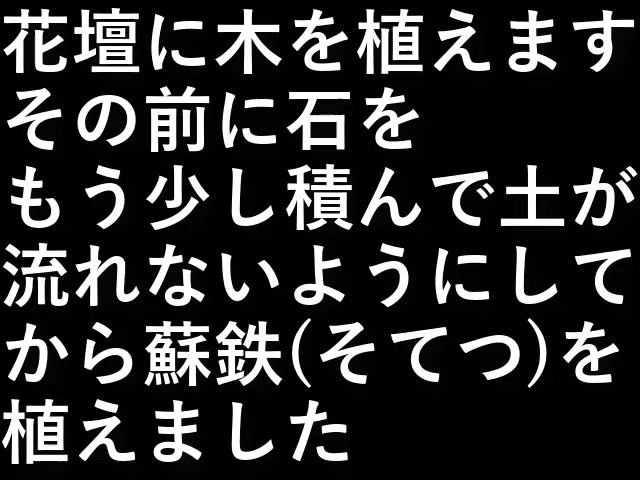 花壇に木を植えます
その前に石を
もう少し積んで土が
流れないようにして
から蘇鉄(そてつ)を
植えました